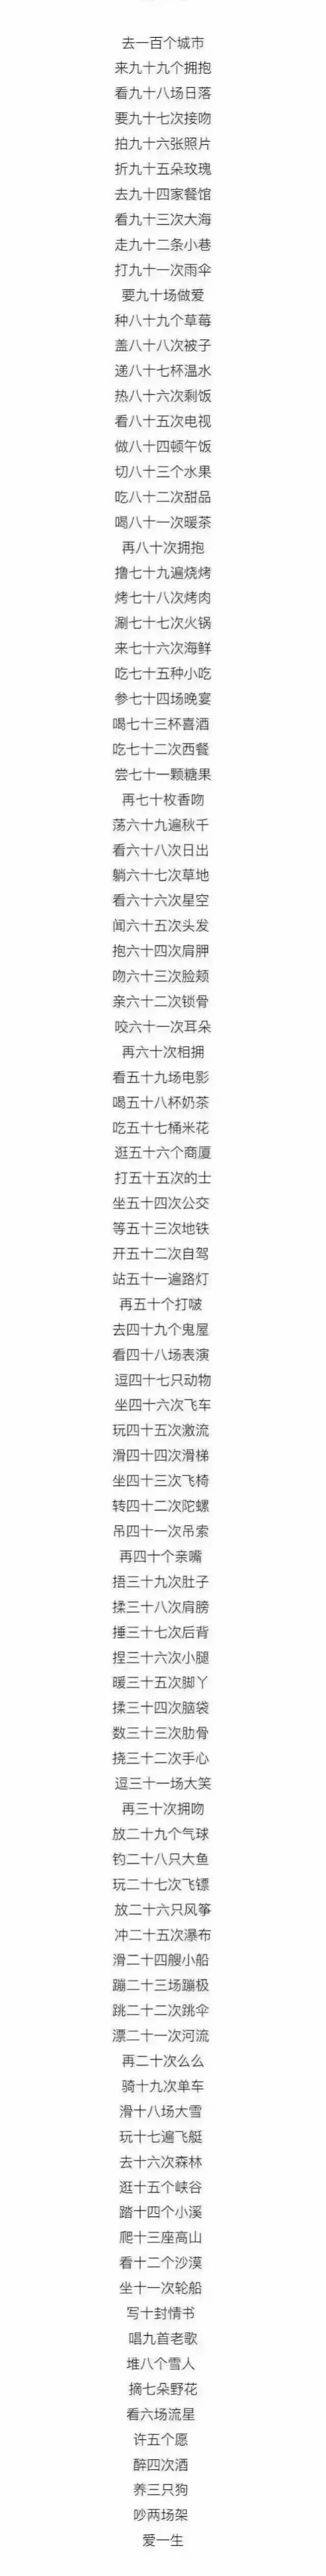 去一百个城市
来九十九个拥抱
看九十八场日落
要九十七次接吻
拍九十六张照片
折九十五朵玫瑰
去九十四家餐馆
看九十三次大海
走九十二条小巷
打九十一次雨伞
要九十场做爱
种八十九个草莓
盖八十八次被子
递八十七杯温水
热八十六次剩饭
看八十五次电视
做八十四顿午饭
切八十三个水果
吃八十二次甜品
喝八十一次暖茶
再八十次拥抱
撸七十九遍烧烤
烤七十八次烤肉
涮七十七次火锅
来七十六次海鲜
吃七十五种小吃
参七十四场晚宴
喝七十三杯喜酒
吃七十二次西餐
尝七十一颗糖果
再七十枚香吻
荡六十九遍秋千
看六十八次日出
躺六十七次草地
看六十六次星空
闻六十五次头发
抱六十四次肩胛
吻六十三次脸颊
亲六十二次锁骨
咬六十一次耳朵
再六十次相拥
看五十九场电影
喝五十八杯奶茶
吃五十七桶米花
逛五十六个商厦
打五十五次的士
坐五十四次公交
等五十三次地铁
开五十二次自驾
站五十一遍路灯
再五十个打啵
去四十九个鬼屋
看四十八场表演
逗四十七只动物
坐四十六次飞车
玩四十五次激流
滑四十四次滑梯
坐四十三次飞椅
转四十二次陀螺
吊四十一次吊索
再四十个亲嘴
捂三十九次肚子
揉三十八次肩膀
捶三十七次后背
捏三十六次小腿
暖三十五次脚丫
揉三十四次脑袋
数三十三次肋骨
挠三十二次手心
逗三十一场大笑
再三十次拥吻
放二十九个气球
钓二十八只大鱼
玩二十七次飞镖
放二十六只风筝
冲二十五次瀑布
滑二十四艘小船
蹦二十三场蹦极
跳二十二次跳伞
漂二十一次河流
再二十次么么
骑十九次单车
滑十八场大雪
玩十七遍飞艇
去十六次森林
逛十五个峡谷
踏十四个小溪
爬十三座高山
看十二个沙漠
坐十一次轮船
写十封情书
唱九首老歌
堆八个雪人
摘七朵野花
看六场流星
许五个愿
醉四次酒
养三只狗
吵两场架
爱一生